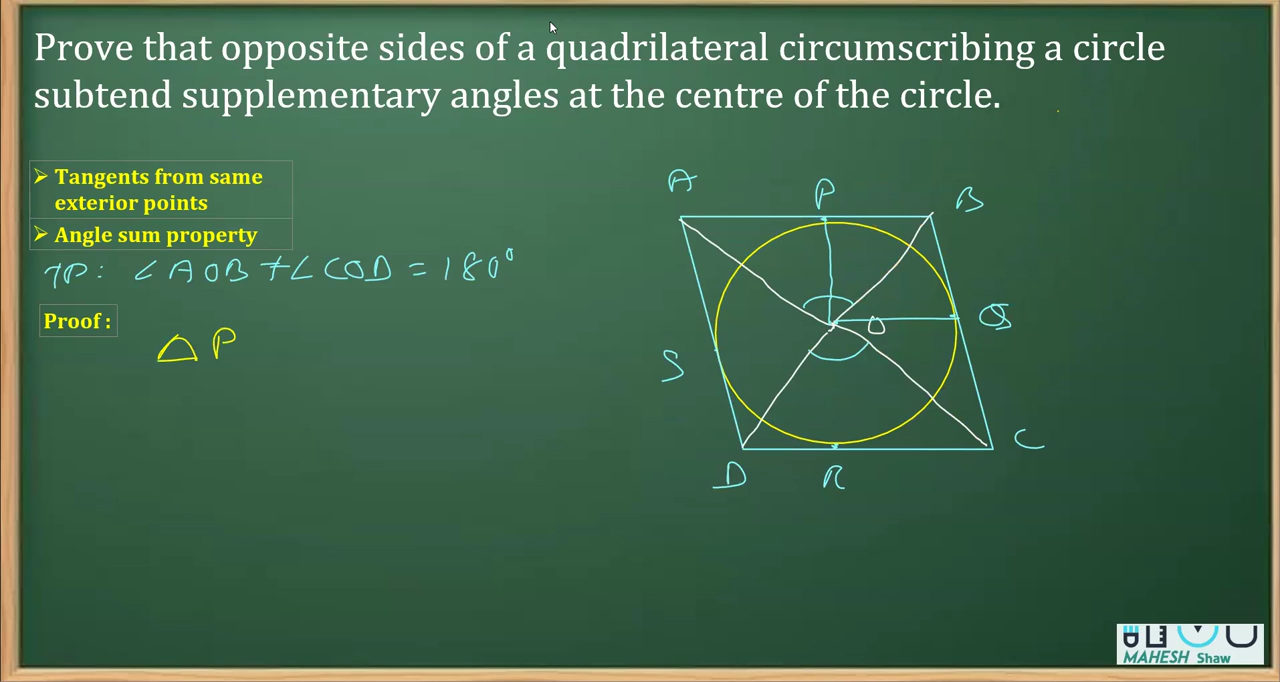 Prove that opposite sides of a quadrilateral circumscribing a circle
subtend supplementary angles at the centre of the circle.
➢ Tangents from same
exterior points
➢ Angle sum property
TP: ∠AOB + ∠COD = 180°
Proof :
△ P
A
P
B
O
Q
S
D
R
C
MAHESH Shaw